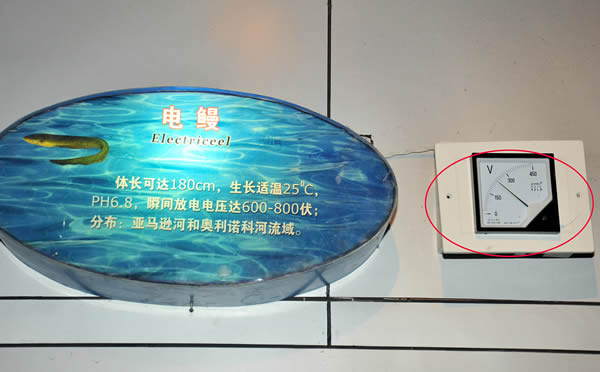 电鳗
Electriceel
体长可达180cm，生长适温25℃，
PH6.8，瞬间放电电压达600-800伏；
分布：亚马逊河和奥利诺科河流域。
V
300
450
150
0